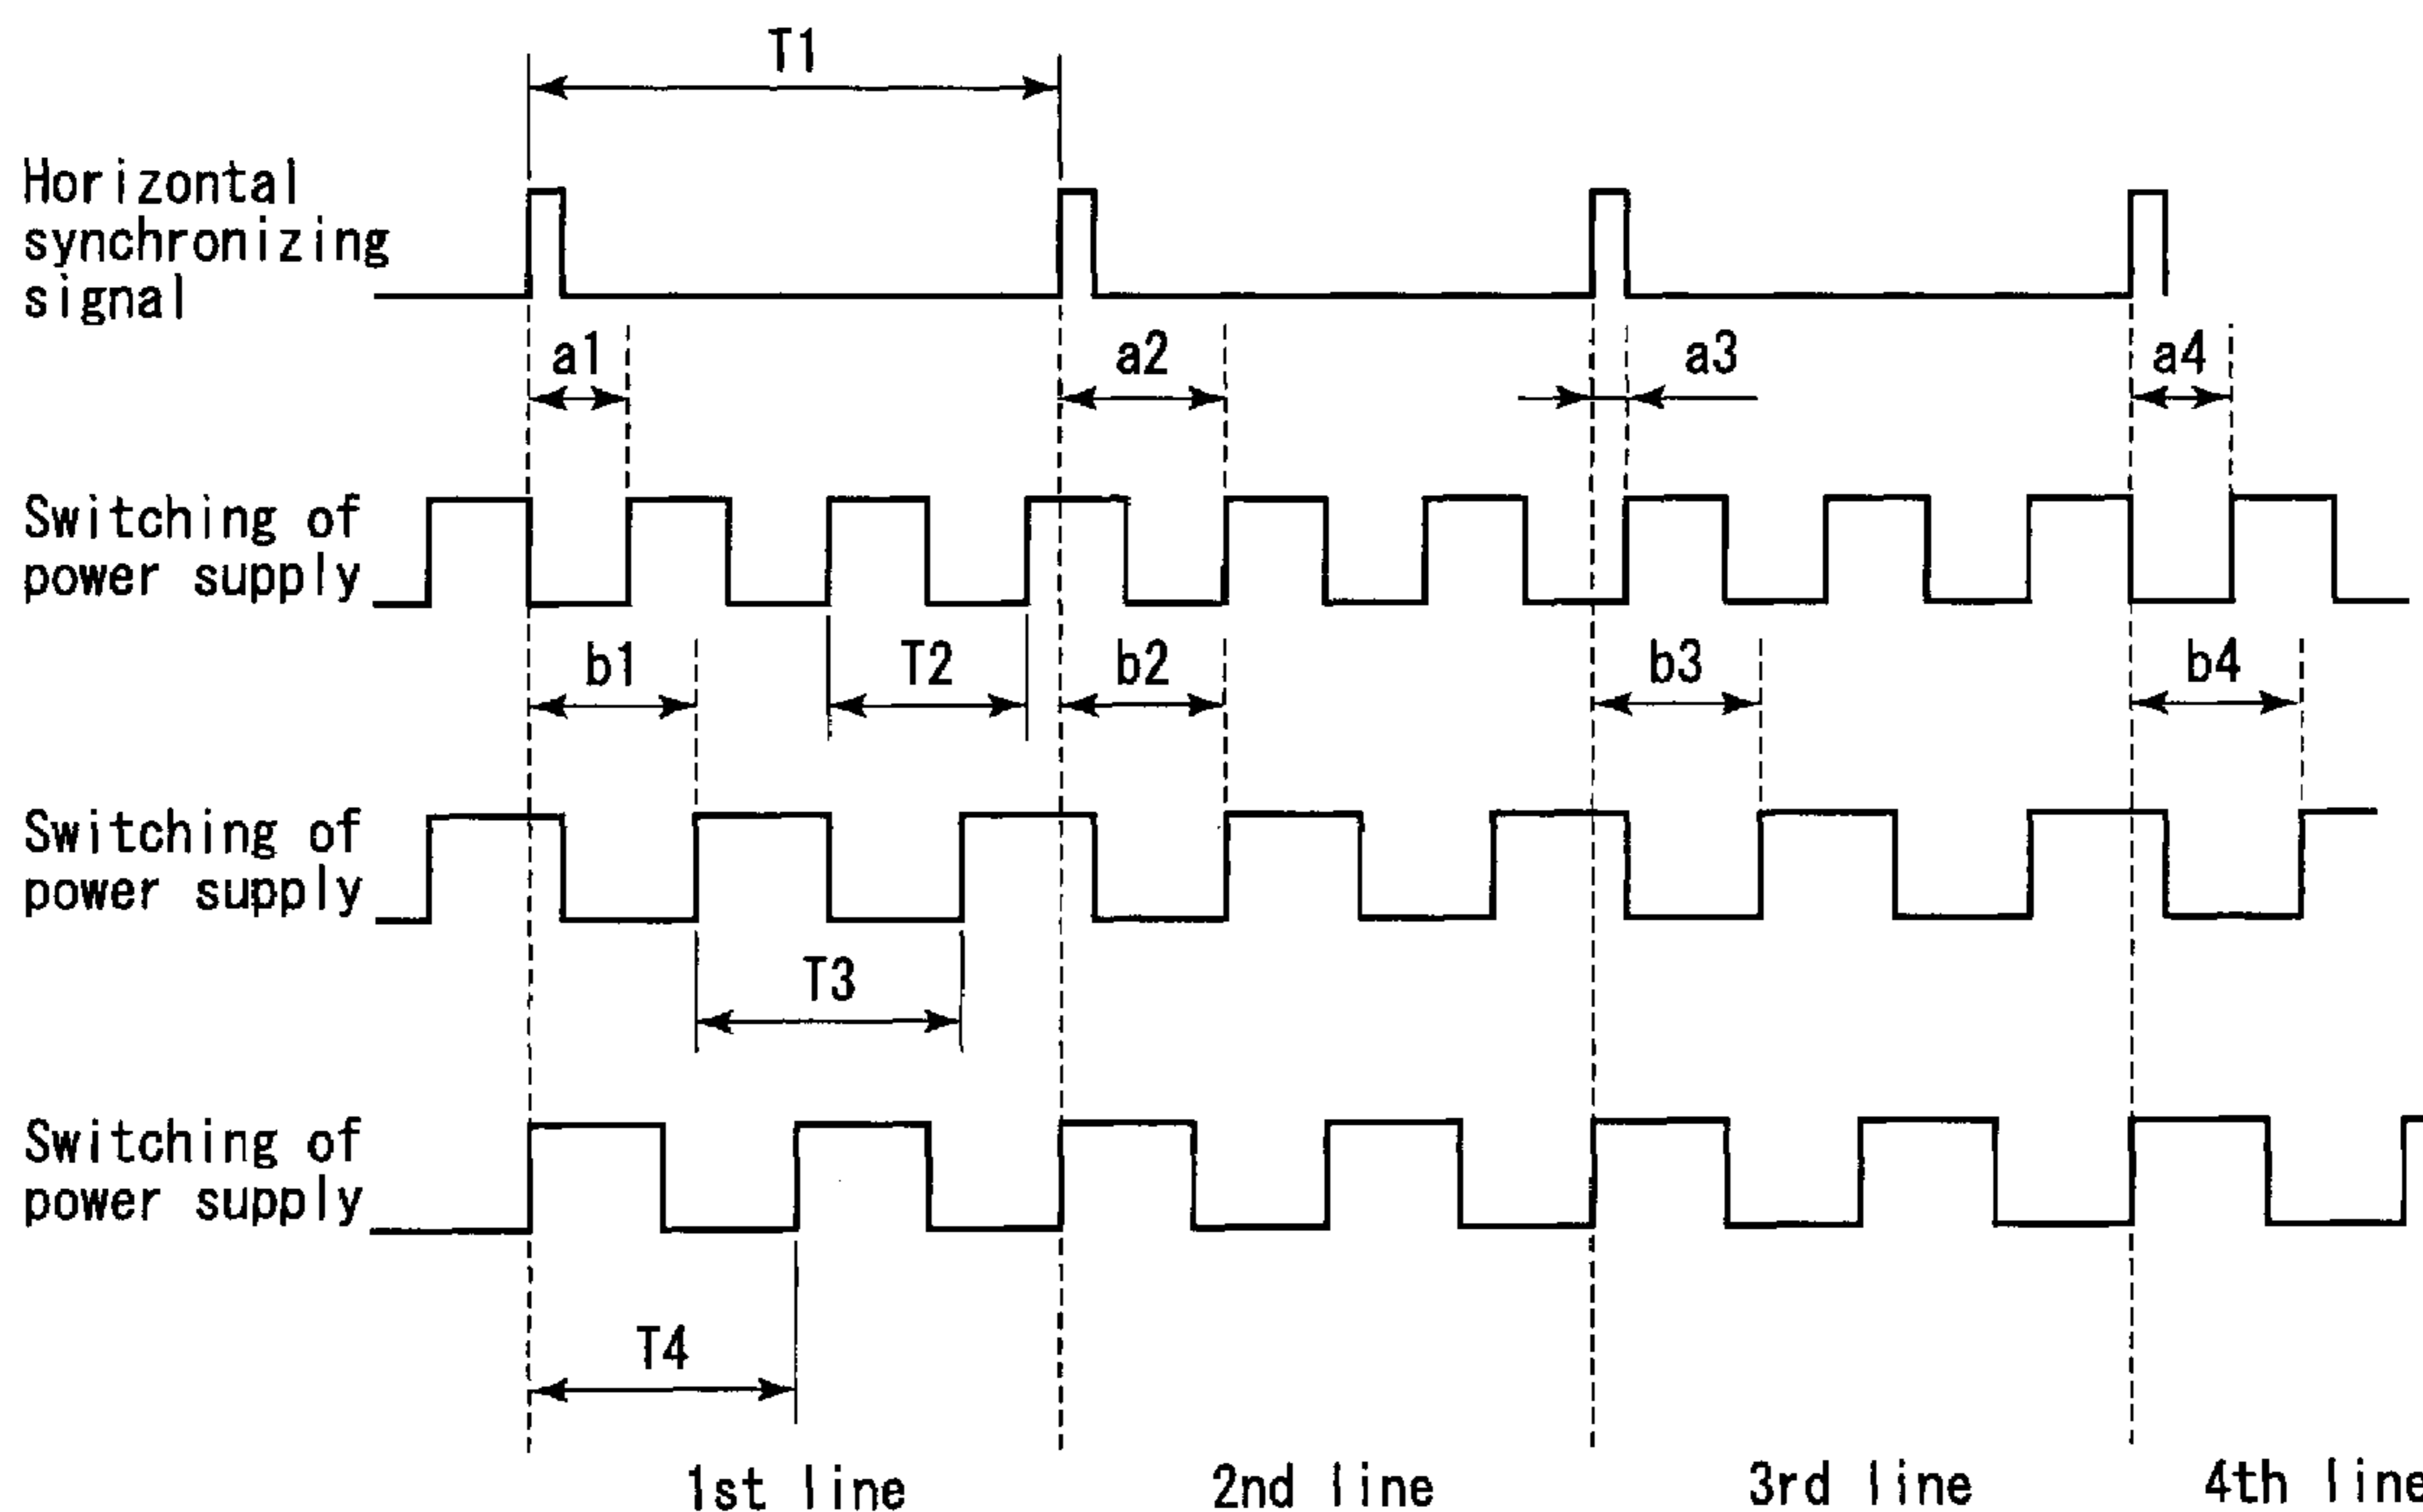 T1
Horizontal
synchronizing
signal
a1 a2 a3 a4
Switching of
power supply
b1 T2 b2 b3 b4
Switching of
power supply
T3
Switching of
power supply
T4
1st line 2nd line 3rd line 4th line